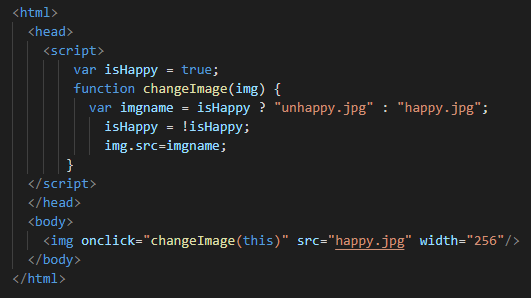 <html>
<head>
<script>
var isHappy = true;
function changeImage(img) {
var imgname = isHappy ? "unhappy.jpg" : "happy.jpg";
isHappy = !isHappy;
img.src=imgname;
}
</script>
</head>
<body>
<img onclick="changeImage(this)" src="happy.jpg" width="256"/>
</body>
</html>